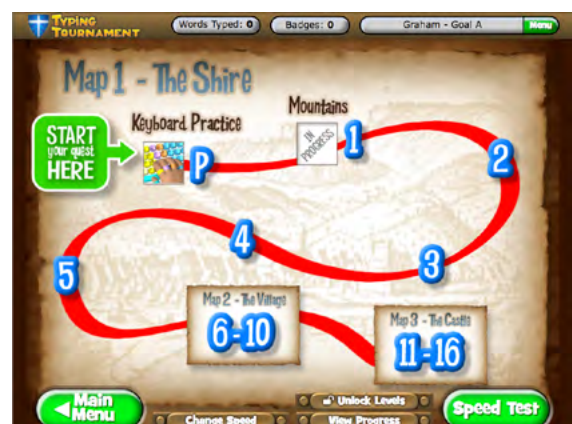 TYPING
TOURNAMENT
Words Typed: 0
Badges: 0
Graham - Goal A
Menu
Map 1 - The Shire
START
your quest
HERE
Keyboard Practice
P
Mountains
IN
PROGRESS
1
2
3
4
5
Map 2 - The Village
6-10
Map 3 - The Castle
11-16
Main
Menu
Unlock Levels
Change Speed
View Progress
Speed Test